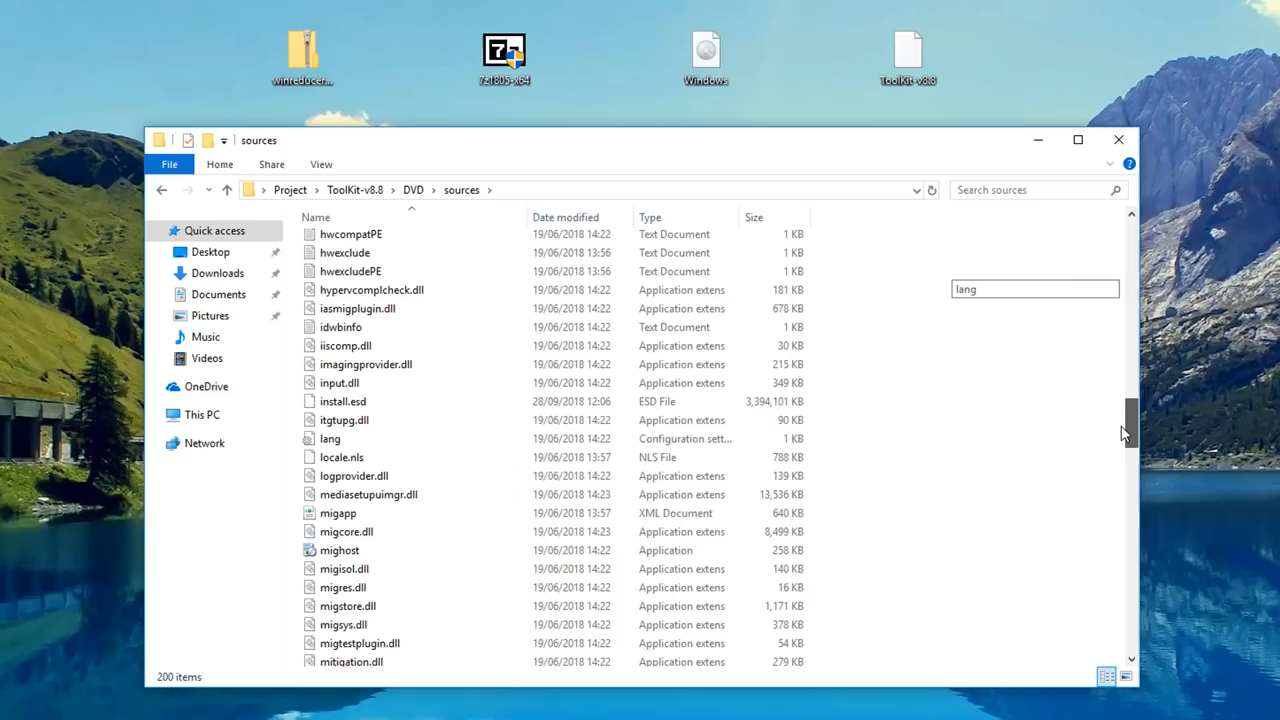 winreducer...
7z1805-x64
Windows
ToolKit-v8.8
sources
File Home Share View
Project ToolKit-v8.8 DVD sources
Search sources
Name Date modified Type Size
Quick access
Desktop
Downloads
Documents
Pictures
Music
Videos
OneDrive
This PC
Network
hwcompatPE 19/06/2018 14:22 Text Document 1 KB
hwexclude 19/06/2018 13:56 Text Document 1 KB
hwexcludePE 19/06/2018 14:22 Text Document 1 KB
hypervcomplcheck.dll 19/06/2018 14:22 Application extens 181 KB
iasmigplugin.dll 19/06/2018 14:22 Application extens 678 KB
idwbinfo 19/06/2018 14:22 Text Document 1 KB
iiscomp.dll 19/06/2018 14:22 Application extens 30 KB
imagingprovider.dll 19/06/2018 14:22 Application extens 215 KB
input.dll 19/06/2018 14:22 Application extens 349 KB
install.esd 28/09/2018 12:06 ESD File 3,394,101 KB
itgtupg.dll 19/06/2018 14:22 Application extens 90 KB
lang 19/06/2018 14:22 Configuration sett... 1 KB
locale.nls 19/06/2018 13:57 NLS File 788 KB
logprovider.dll 19/06/2018 14:22 Application extens 139 KB
mediasetupuimgr.dll 19/06/2018 14:23 Application extens 13,536 KB
migapp 19/06/2018 13:57 XML Document 640 KB
migcore.dll 19/06/2018 14:23 Application extens 8,499 KB
mighost 19/06/2018 14:22 Application 258 KB
migisol.dll 19/06/2018 14:22 Application extens 140 KB
migres.dll 19/06/2018 14:22 Application extens 16 KB
migstore.dll 19/06/2018 14:22 Application extens 1,171 KB
migsys.dll 19/06/2018 14:22 Application extens 378 KB
migtestplugin.dll 19/06/2018 14:22 Application extens 54 KB
mitigation.dll 19/06/2018 14:22 Application extens 279 KB
lang
200 items